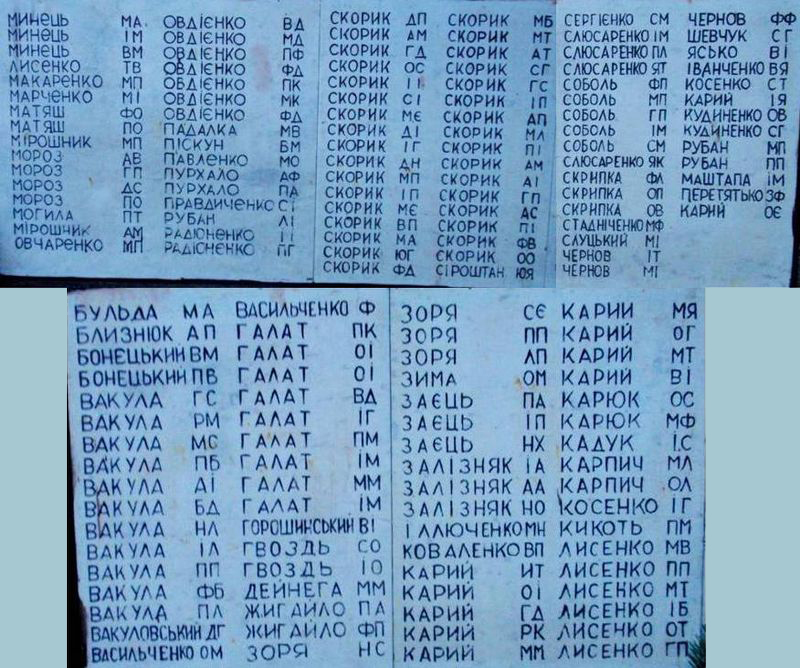 МИНЕЦЬ МА
МИНЕЦЬ ІМ
МИНЕЦЬ ВМ
ЛИСЕНКО ТВ
МАКАРЕНКО МП
МАРЧЕНКО МІ
МАТЯШ ФО
МАТЯШ ПО
МІРОШНИК МП
МОРОЗ АВ
МОРОЗ ГП
МОРОЗ ДС
МОРОЗ ПО
МОГИЛА ПТ
МІРОШНИК АМ
ОВЧАРЕНКО МП
ОВДІЄНКО ВД
ОВДІЄНКО МД
ОВДІЄНКО ПФ
ОВДІЄНКО ФД
ОВДІЄНКО ПК
ОВДІЄНКО МК
ОВДІЄНКО ФД
ПАДАЛКА МВ
ПІСКУН БМ
ПАВЛЕНКО МО
ПУРХАЛО АФ
ПУРХАЛО ПА
ПРАВДИЧЕНКО СІ
РУБАН ЛІ
РАДІОНЕНКО ІІ
РАДІОНЕНКО ПГ
СКОРИК ДП
СКОРИК АМ
СКОРИК ГД
СКОРИК ОС
СКОРИК ІІ
СКОРИК СІ
СКОРИК МЄ
СКОРИК ДІ
СКОРИК ІГ
СКОРИК ДН
СКОРИК МП
СКОРИК ІП
СКОРИК МЄ
СКОРИК ВП
СКОРИК МА
СКОРИК ЮГ
СКОРИК ФД
СКОРИК МБ
СКОРИК МТ
СКОРИК АТ
СКОРИК СГ
СКОРИК ГС
СКОРИК ІП
СКОРИК АП
СКОРИК МЛ
СКОРИК ПІ
СКОРИК АМ
СКОРИК АІ
СКОРИК ГП
СКОРИК АС
СКОРИК ПІ
СКОРИК ФВ
СКОРИК ОО
СІРОШТАН ЮЯ
СЕРГІЄНКО СМ
СЛЮСАРЕНКО ІМ
СЛЮСАРЕНКО ПЛ
СЛЮСАРЕНКО ЯТ
СОБОЛЬ ФП
СОБОЛЬ МП
СОБОЛЬ ГП
СОБОЛЬ ІМ
СОБОЛЬ СМ
СЛЮСАРЕНКО ЯК
СКРИПКА ФЛ
СКРИПКА ОП
СКРИПКА ОВ
СТАДНІЧЕНКО МФ
СЛУЦЬКИЙ МІ
ЧЕРНОВ ІТ
ЧЕРНОВ МІ
ЧЕРНОВ ФФ
ШЕВЧУК СГ
ЯСЬКО ВІ
ІВАНЧЕНКО ВЯ
КОСЕНКО СТ
КАРИЙ ІЯ
КУДИНЕНКО ОВ
КУДИНЕНКО СГ
РУБАН МП
РУБАН ПП
МАШТАПА ІМ
ПЕРЕТЯТЬКО ЗФ
КАРИЙ ОЄ
БУЛЬДА МА
БЛИЗНЮК АП
БОНЕЦЬКИЙ ВМ
БОНЕЦЬКИЙ ПВ
ВАКУЛА ГС
ВАКУЛА РМ
ВАКУЛА МС
ВАКУЛА ПБ
ВАКУЛА АІ
ВАКУЛА БД
ВАКУЛА НЛ
ВАКУЛА ІЛ
ВАКУЛА ПП
ВАКУЛА ФБ
ВАКУЛА ПЛ
ВАКУЛОВСЬКИЙ ДГ
ВАСИЛЬЧЕНКО ОМ
ВАСИЛЬЧЕНКО Ф
ГАЛАТ ПК
ГАЛАТ ОІ
ГАЛАТ ОІ
ГАЛАТ ВД
ГАЛАТ ІГ
ГАЛАТ ПМ
ГАЛАТ ІМ
ГАЛАТ ММ
ГАЛАТ ІМ
ГОРОШИНСЬКИЙ ВІ
ГВОЗДЬ СО
ГВОЗДЬ ІО
ДЕЙНЕГА ММ
ЖИГАЙЛО ПА
ЖИГАЙЛО ФП
ЗОРЯ НС
ЗОРЯ СЄ
ЗОРЯ ПП
ЗОРЯ ЛП
ЗИМА ОМ
ЗАЄЦЬ ПА
ЗАЄЦЬ ІП
ЗАЄЦЬ НХ
ЗАЛІЗНЯК ІА
ЗАЛІЗНЯК АА
ЗАЛІЗНЯК НО
ІЛЛЮЧЕНКО МН
КОВАЛЕНКО ВП
КАРИЙ ИТ
КАРИЙ ОІ
КАРИЙ ГД
КАРИЙ РК
КАРИЙ ММ
КАРИЙ МЯ
КАРИЙ ОГ
КАРИЙ МТ
КАРИЙ ВІ
КАРЮК ОС
КАРЮК МФ
КАДУК І.С
КАРПИЧ МЛ
КАРПИЧ ОЛ
КОСЕНКО ІГ
КИКОТЬ ПМ
ЛИСЕНКО МВ
ЛИСЕНКО ПП
ЛИСЕНКО МТ
ЛИСЕНКО ІБ
ЛИСЕНКО ОТ
ЛИСЕНКО ГП